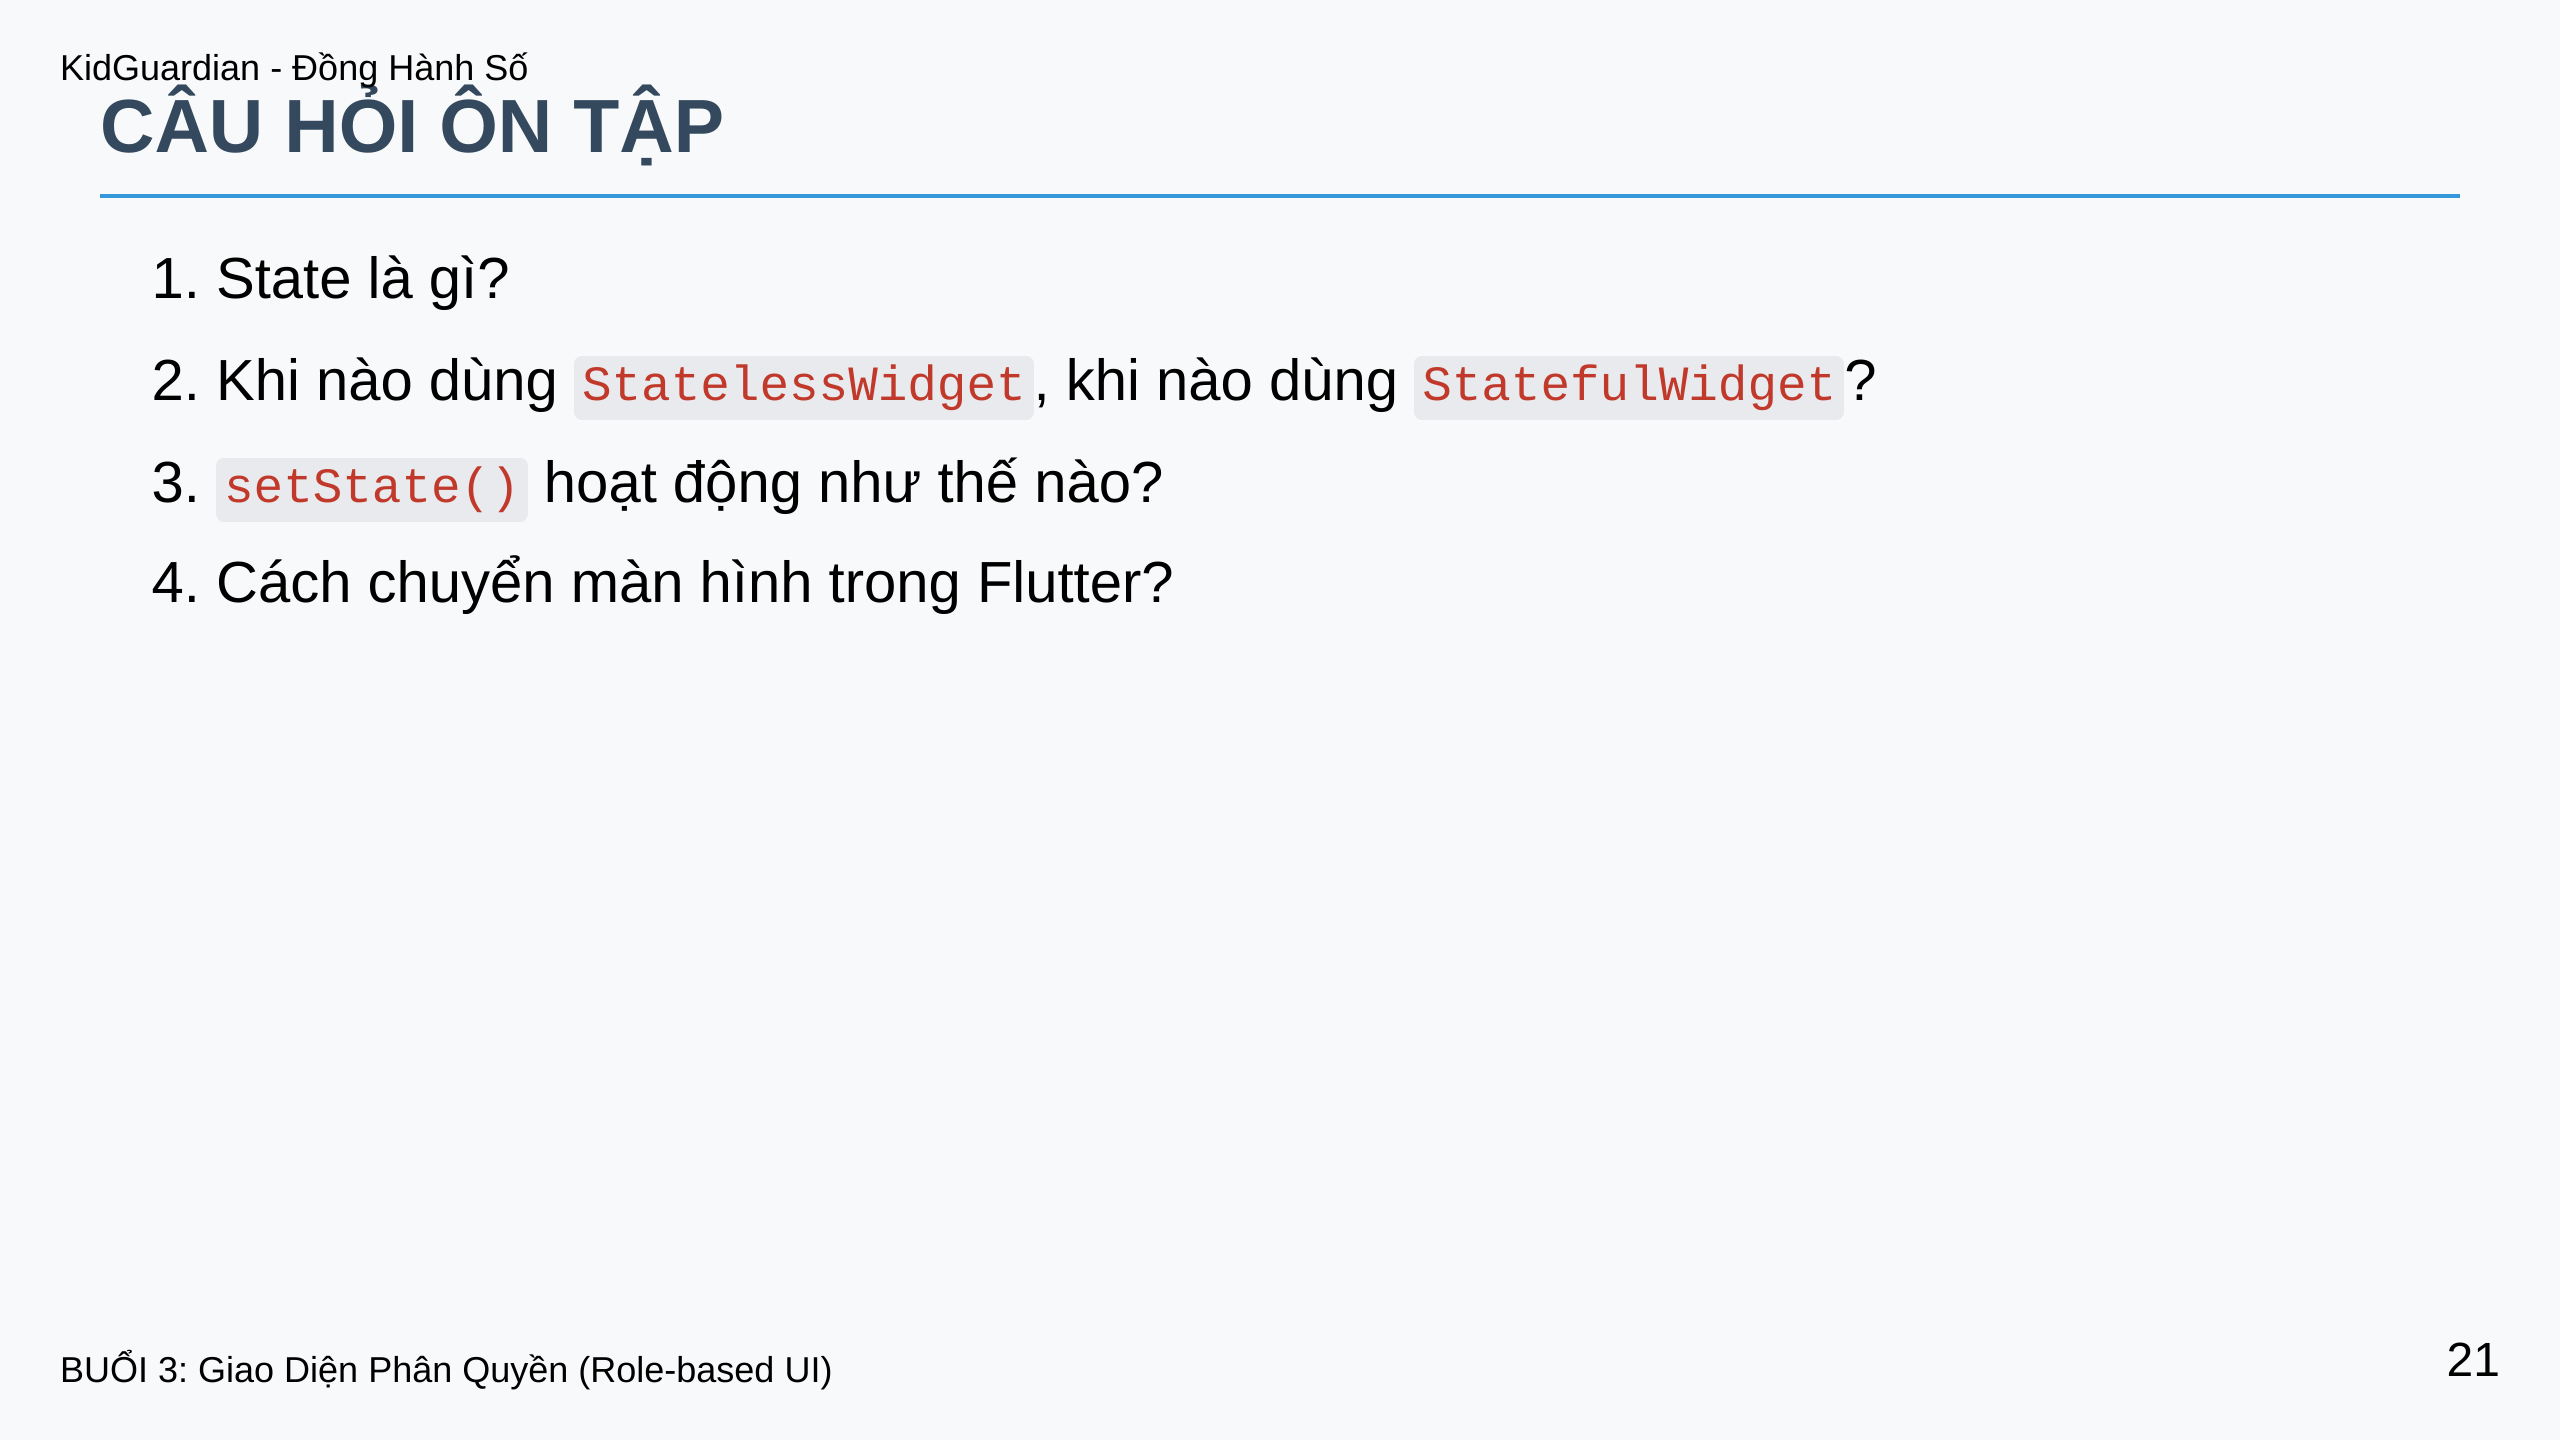 KidGuardian - Đồng Hành Số
CÂU HỎI ÔN TẬP
1. State là gì?
2. Khi nào dùng StatelessWidget, khi nào dùng StatefulWidget?
3. setState() hoạt động như thế nào?
4. Cách chuyển màn hình trong Flutter?
BUỔI 3: Giao Diện Phân Quyền (Role-based UI)
21